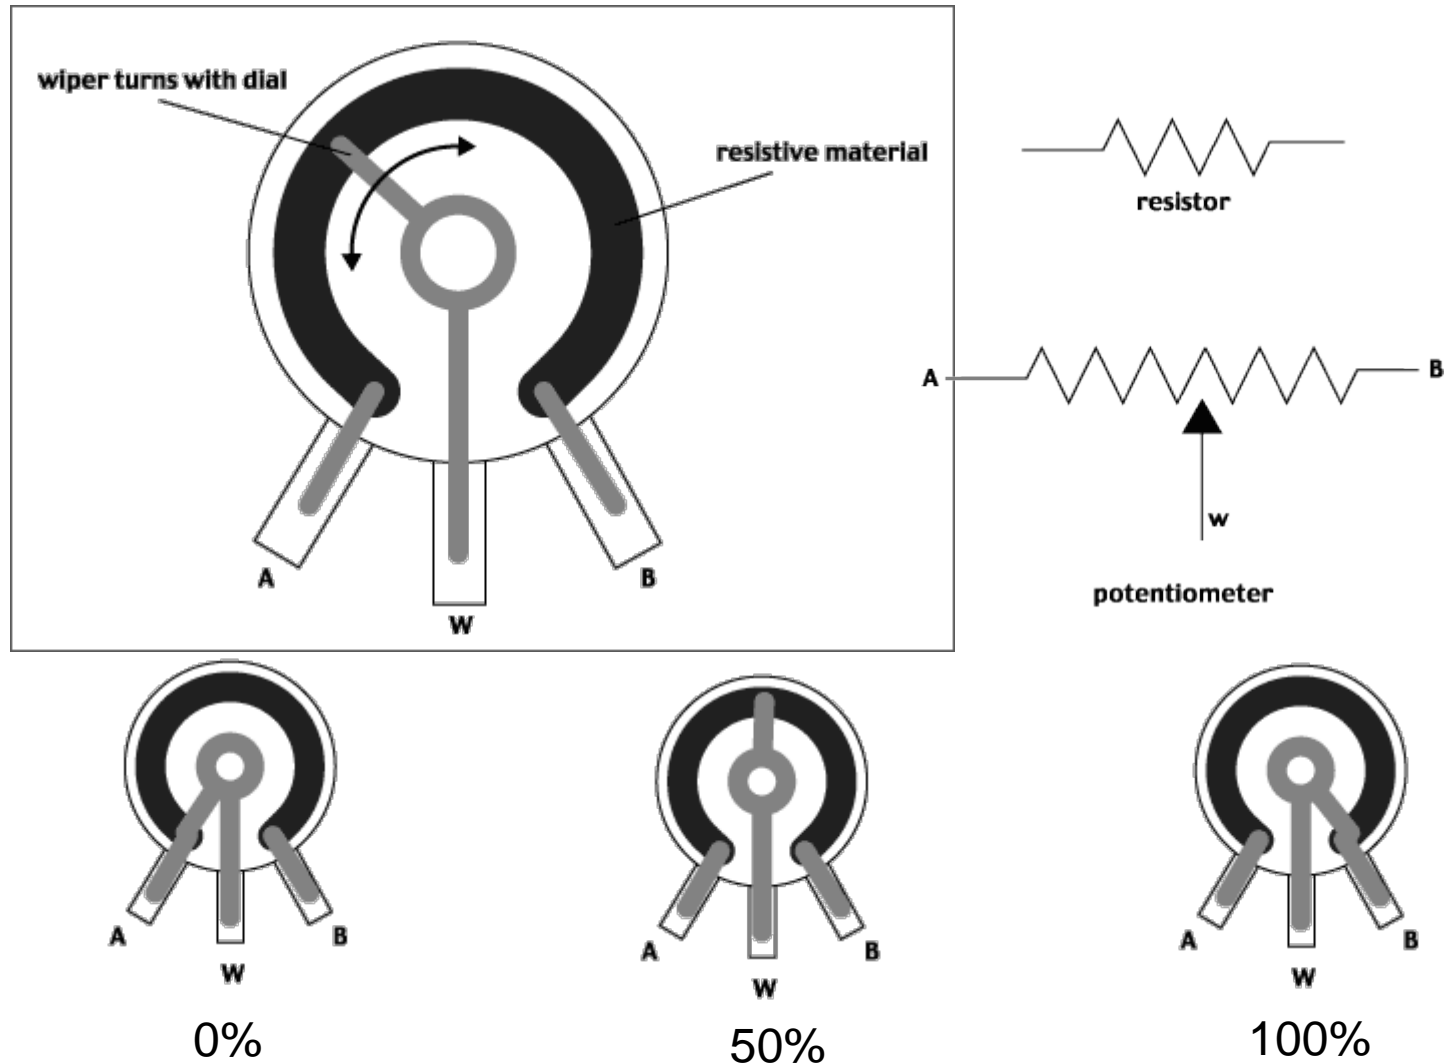 wiper turns with dial
resistive material
resistor
A
B
W
A
B
w
potentiometer
A
B
W
A
B
W
A
B
W
0%
50%
100%